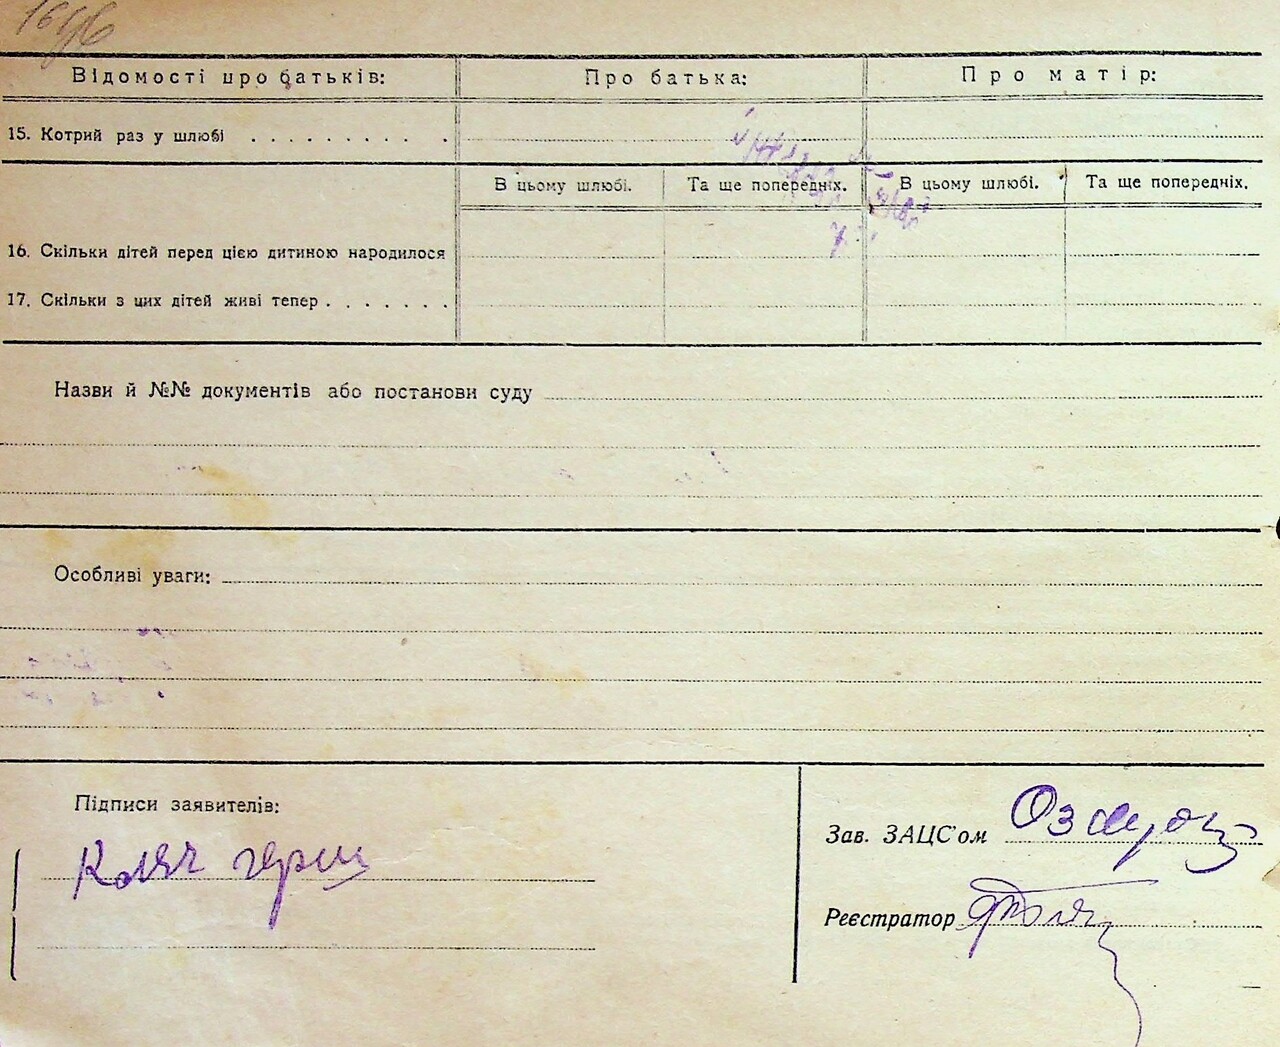 Відомості про батьків: Про батька: Про матір:
15. Котрий раз у шлюбі . . . . . . . . .
В цьому шлюбі. Та ще попередніх. В цьому шлюбі. Та ще попередніх.
16. Скільки дітей перед цією дитиною народилося
17. Скільки з цих дітей живі тепер . . . . . . .
Назви й №№ документів або постанови суду
Особливі уваги:
Підписи заявителів:
Зав. ЗАЦС'ом
Реєстратор